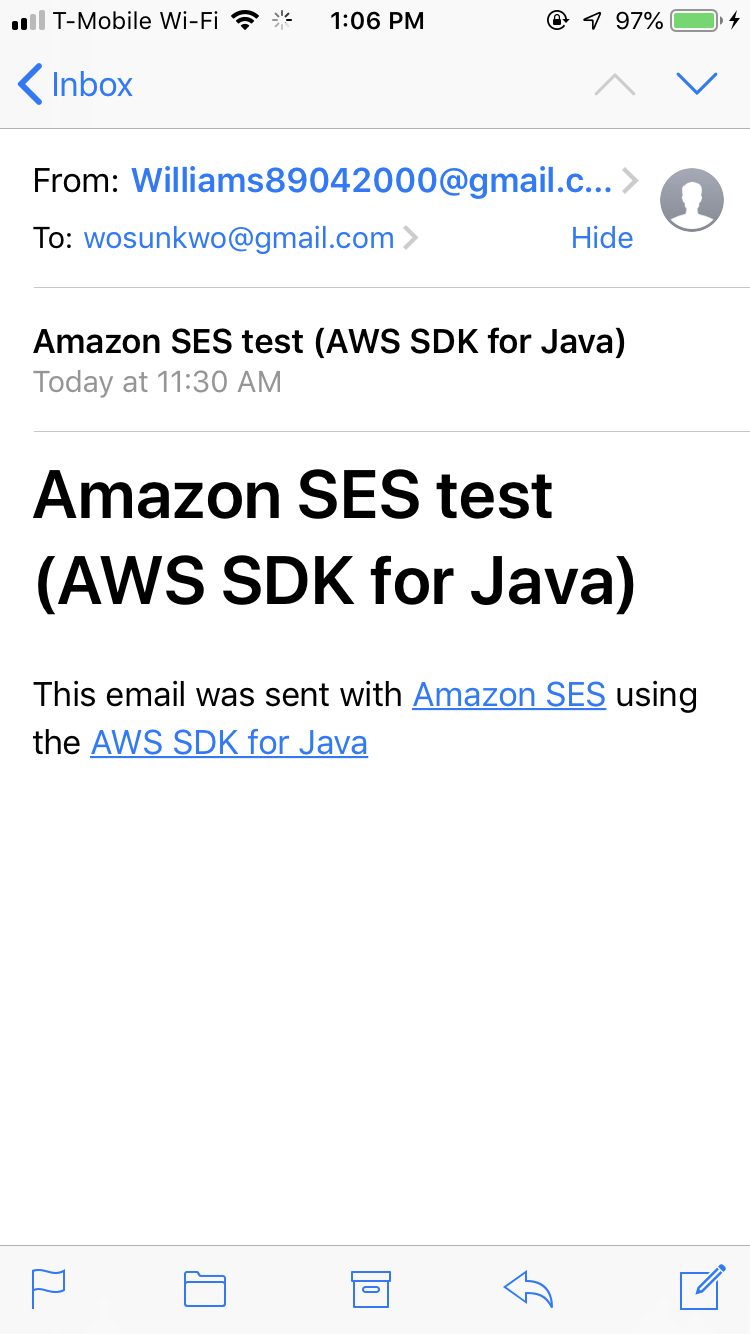 T-Mobile Wi-Fi 1:06 PM 97%
Inbox
From: Williams89042000@gmail.c...
To: wosunkwo@gmail.com Hide
Amazon SES test (AWS SDK for Java)
Today at 11:30 AM
Amazon SES test
(AWS SDK for Java)
This email was sent with Amazon SES using
the AWS SDK for Java